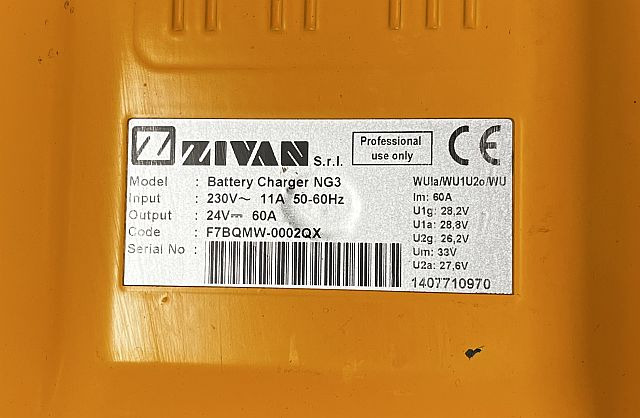 ZIVAN S.r.l.
Professional use only
CE
Model : Battery Charger NG3
Input : 230V~ 11A 50-60Hz
Output : 24V⎓ 60A
Code : F7BQMW-0002QX
Serial No :
WUIa/WU1U2o/WU
Im: 60A
U1g: 28,2V
U1a: 28,8V
U2g: 26,2V
Um: 33V
U2a: 27,6V
1407710970